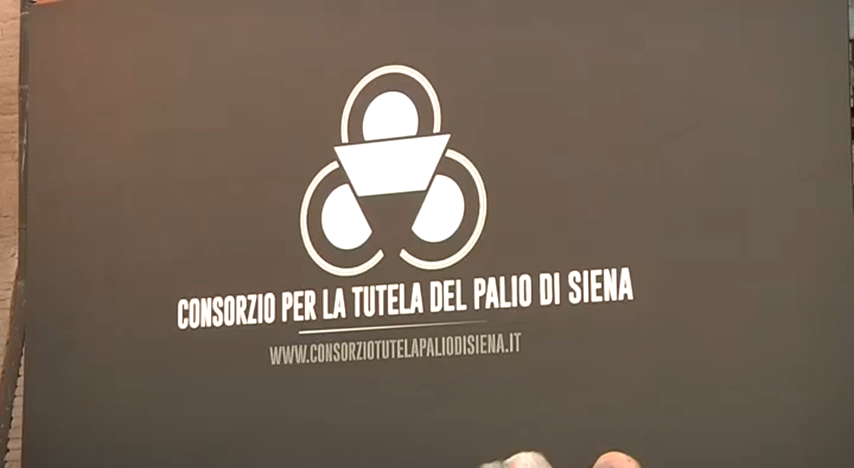 CONSORZIO PER LA TUTELA DEL PALIO DI SIENA
WWW.CONSORZIOTUTELAPALIODISIENA.IT